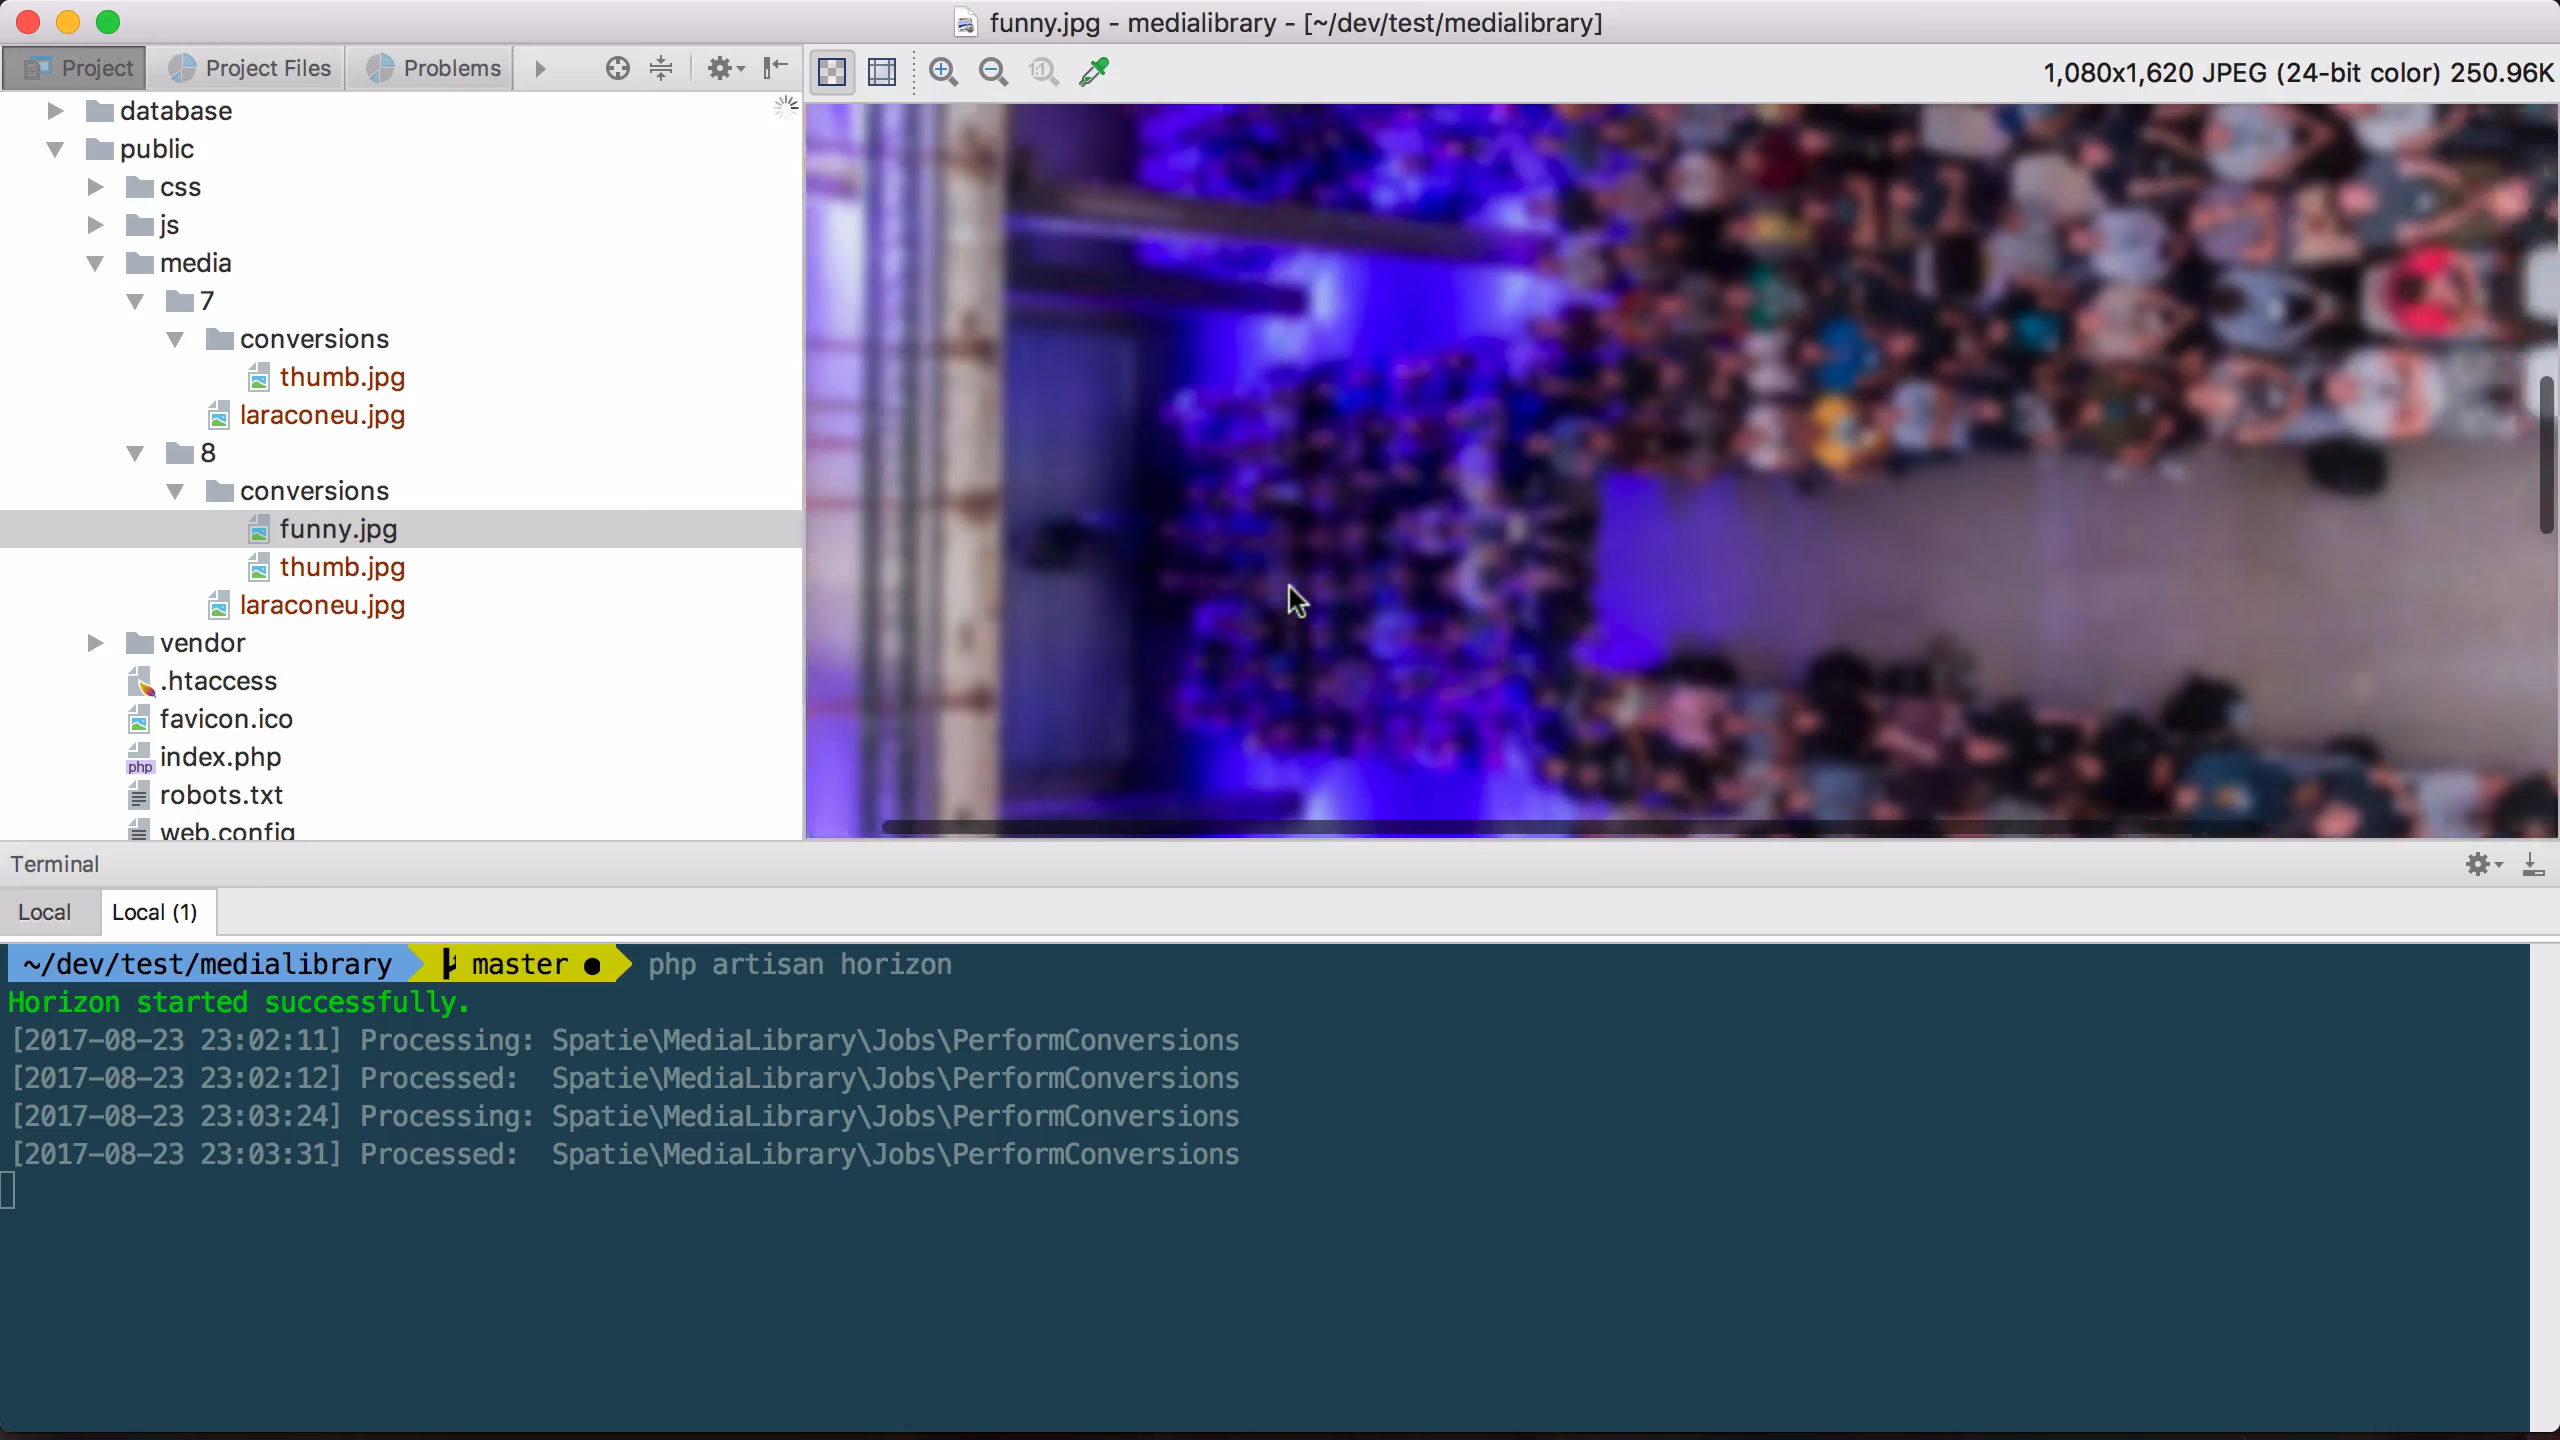 funny.jpg - medialibrary - [~/dev/test/medialibrary]
Project
Project Files
Problems
1:1
1,080x1,620 JPEG (24-bit color) 250.96K
database
public
css
js
media
7
conversions
thumb.jpg
laraconeu.jpg
8
conversions
funny.jpg
thumb.jpg
laraconeu.jpg
vendor
.htaccess
favicon.ico
php index.php
robots.txt
web.config
Terminal
Local
Local (1)
~/dev/test/medialibrary master ● php artisan horizon
Horizon started successfully.
[2017-08-23 23:02:11] Processing: Spatie\MediaLibrary\Jobs\PerformConversions
[2017-08-23 23:02:12] Processed:  Spatie\MediaLibrary\Jobs\PerformConversions
[2017-08-23 23:03:24] Processing: Spatie\MediaLibrary\Jobs\PerformConversions
[2017-08-23 23:03:31] Processed:  Spatie\MediaLibrary\Jobs\PerformConversions